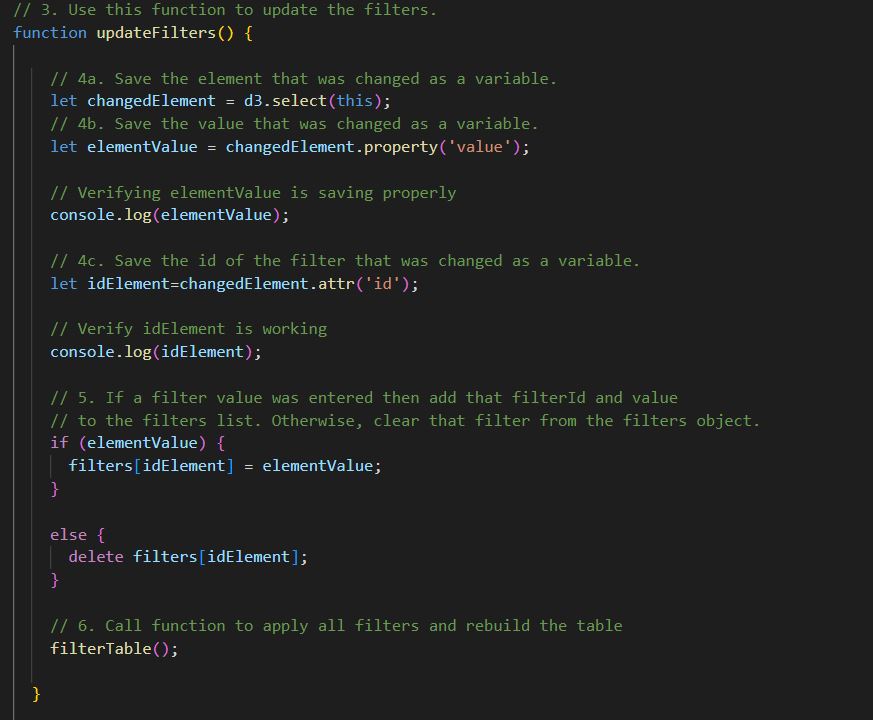 // 3. Use this function to update the filters.
function updateFilters() {
// 4a. Save the element that was changed as a variable.
let changedElement = d3.select(this);
// 4b. Save the value that was changed as a variable.
let elementValue = changedElement.property('value');
// Verifying elementValue is saving properly
console.log(elementValue);
// 4c. Save the id of the filter that was changed as a variable.
let idElement=changedElement.attr('id');
// Verify idElement is working
console.log(idElement);
// 5. If a filter value was entered then add that filterId and value
// to the filters list. Otherwise, clear that filter from the filters object.
if (elementValue) {
filters[idElement] = elementValue;
}
else {
delete filters[idElement];
}
// 6. Call function to apply all filters and rebuild the table
filterTable();
}